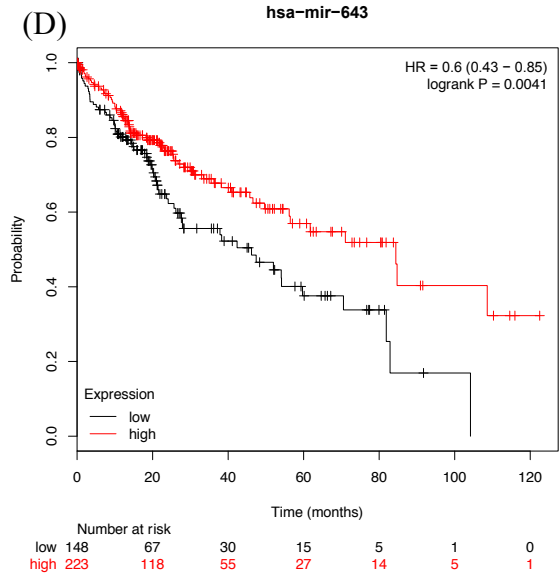 (D)
hsa−mir−643
HR = 0.6 (0.43 − 0.85)
logrank P = 0.0041
Probability
1.0
0.8
0.6
0.4
0.2
0.0
Expression
low
high
0 20 40 60 80 100 120
Time (months)
Number at risk
low 148 67 30 15 5 1 0
high 223 118 55 27 14 5 1